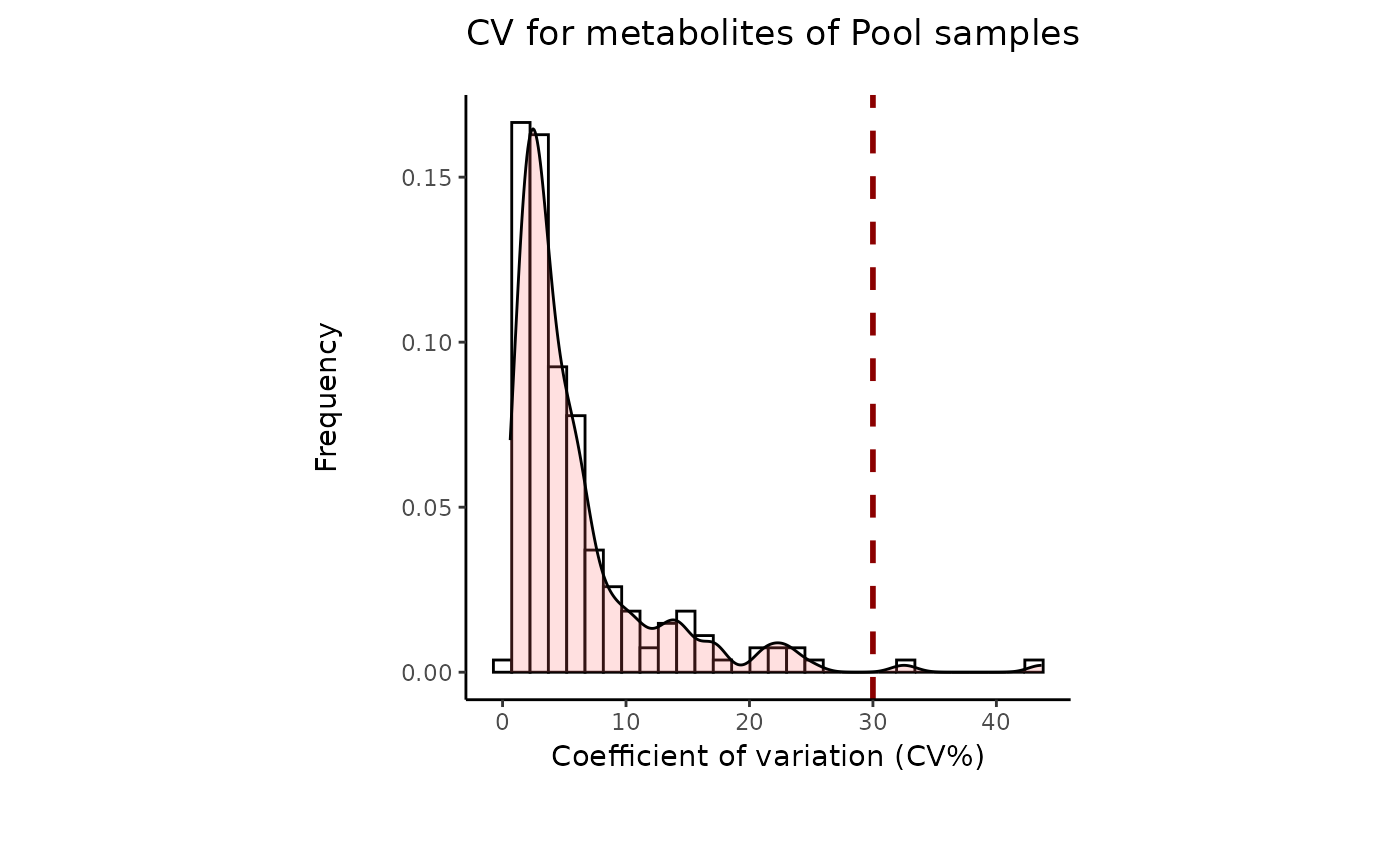 CV for metabolites of Pool samples
Frequency
0.15
0.10
0.05
0.00
0 10 20 30 40
Coefficient of variation (CV%)